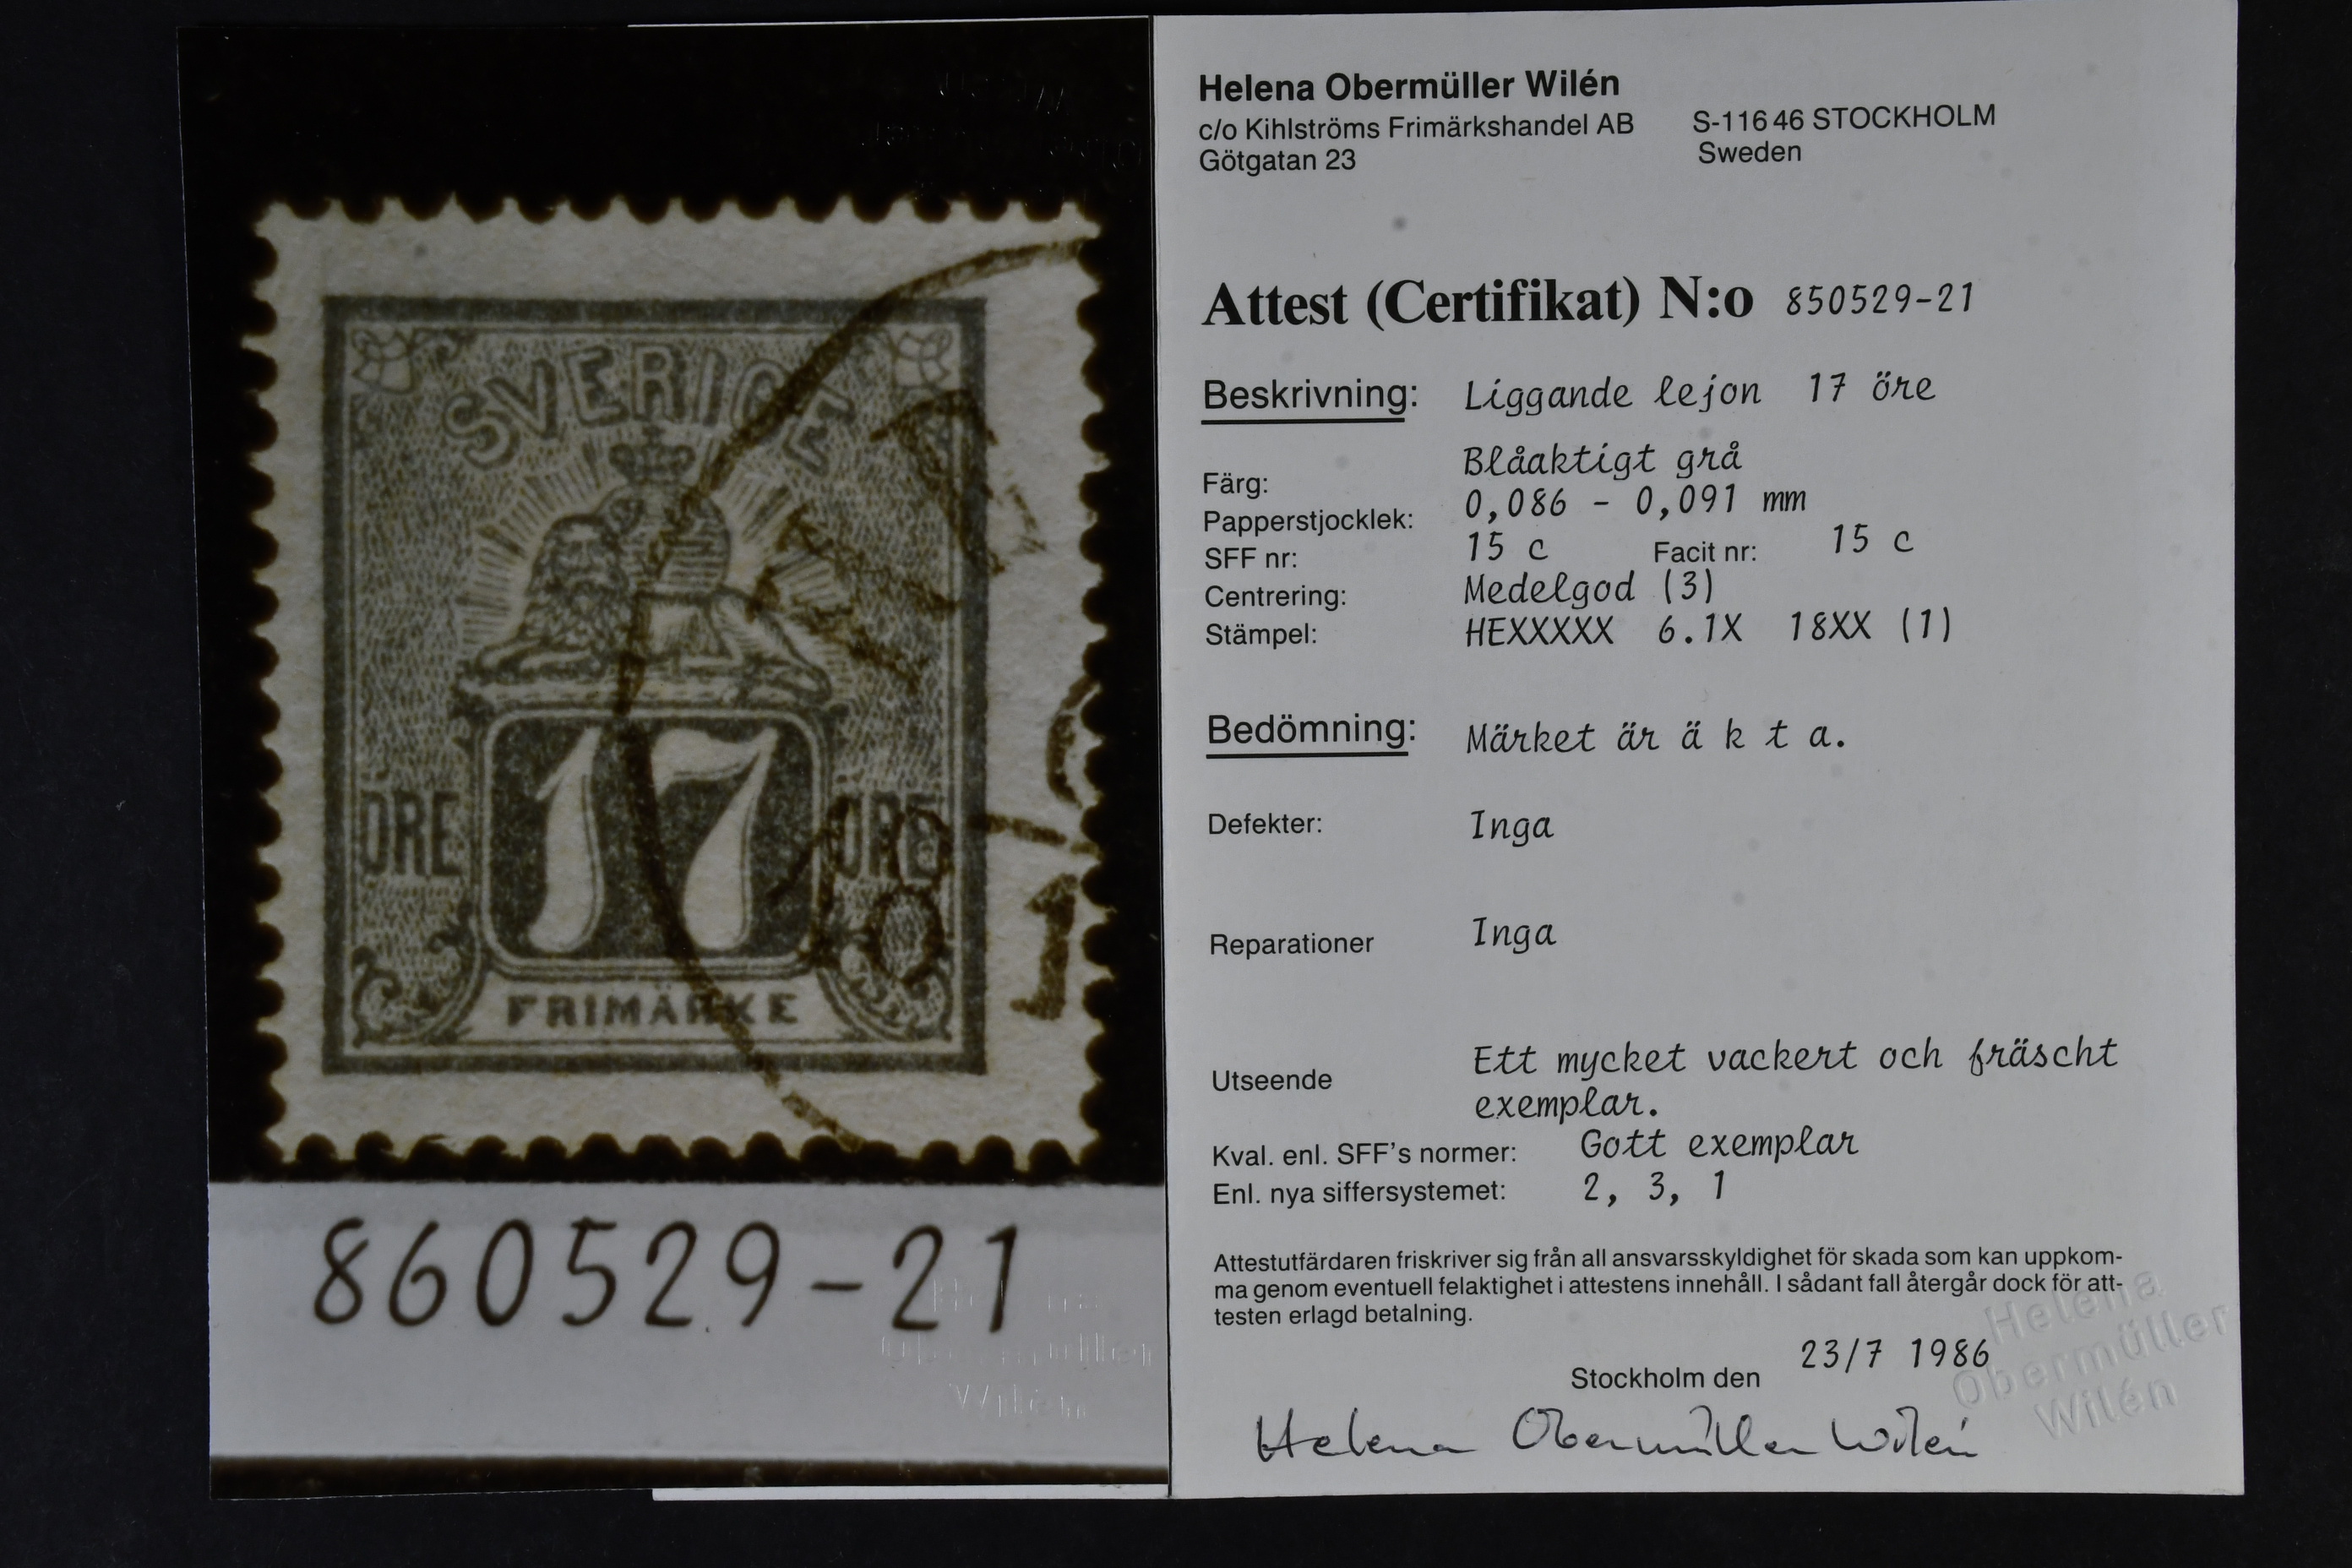 SVERIGE
17
ÖRE
ÖRE
FRIMÄRKE
860529-21
Helena Obermüller Wilén
c/o Kihlströms Frimärkshandel AB S-116 46 STOCKHOLM
Götgatan 23 Sweden
Attest (Certifikat) N:o 850529-21
Beskrivning: Liggande lejon 17 öre
Färg: Blåaktigt grå
Papperstjocklek: 0,086 - 0,091 mm
SFF nr: 15 c Facit nr: 15 c
Centrering: Medelgod (3)
Stämpel: HEXXXXX 6.1X 18XX (1)
Bedömning: Märket är ä k t a.
Defekter: Inga
Reparationer Inga
Utseende Ett mycket vackert och fräscht
exemplar.
Kval. enl. SFF's normer: Gott exemplar
Enl. nya siffersystemet: 2, 3, 1
Attestutfärdaren friskriver sig från all ansvarsskyldighet för skada som kan uppkom-
ma genom eventuell felaktighet i attestens innehåll. I sådant fall återgår dock för att-
testen erlagd betalning.
Stockholm den 23/7 1986
Helena Obermüller Wilén
Helena
Obermüller
Wilén